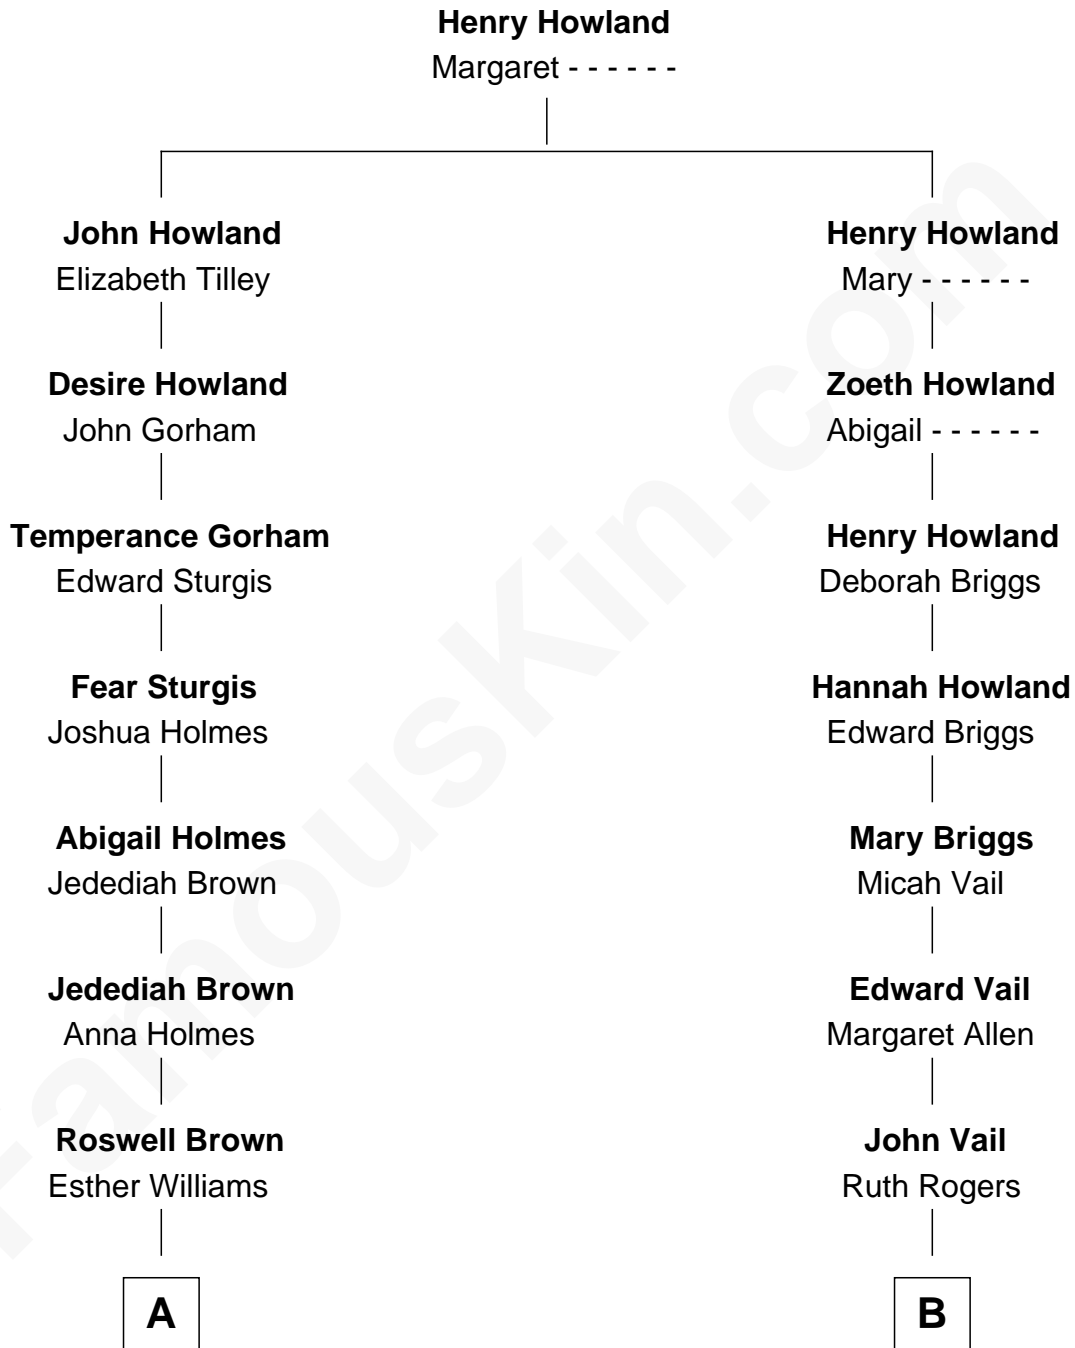 Henry Howland
Margaret - - - - - -
John Howland
Elizabeth Tilley
Henry Howland
Mary - - - - - -
Desire Howland
John Gorham
Zoeth Howland
Abigail - - - - - -
Temperance Gorham
Edward Sturgis
Henry Howland
Deborah Briggs
Fear Sturgis
Joshua Holmes
Hannah Howland
Edward Briggs
Abigail Holmes
Jedediah Brown
Mary Briggs
Micah Vail
Jedediah Brown
Anna Holmes
Edward Vail
Margaret Allen
Roswell Brown
Esther Williams
John Vail
Ruth Rogers
A
B
FamousKin.com